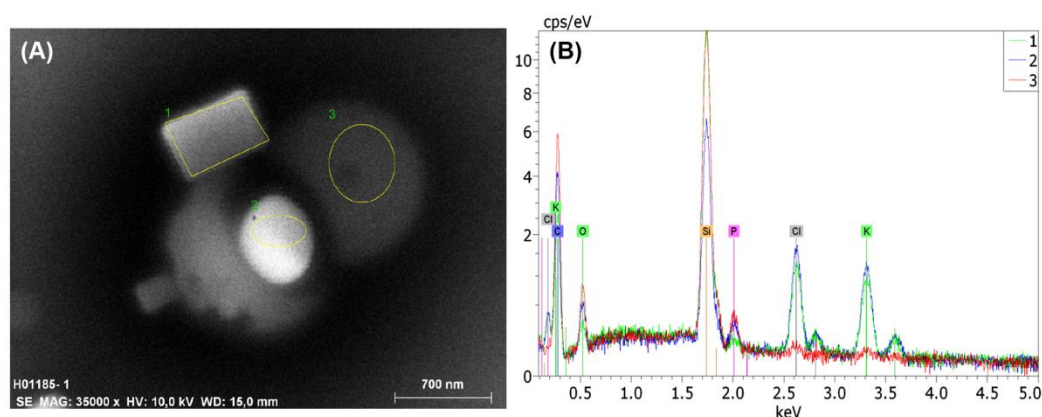 (A)
1
3
2
H01185- 1
SE MAG: 35000 x HV: 10,0 kV WD: 15,0 mm
700 nm
cps/eV
(B)
1
2
3
10
8
6
4
2
0
Cl
K
C
O
Si
P
Cl
K
0.5
1.0
1.5
2.0
2.5
3.0
3.5
4.0
4.5
5.0
keV